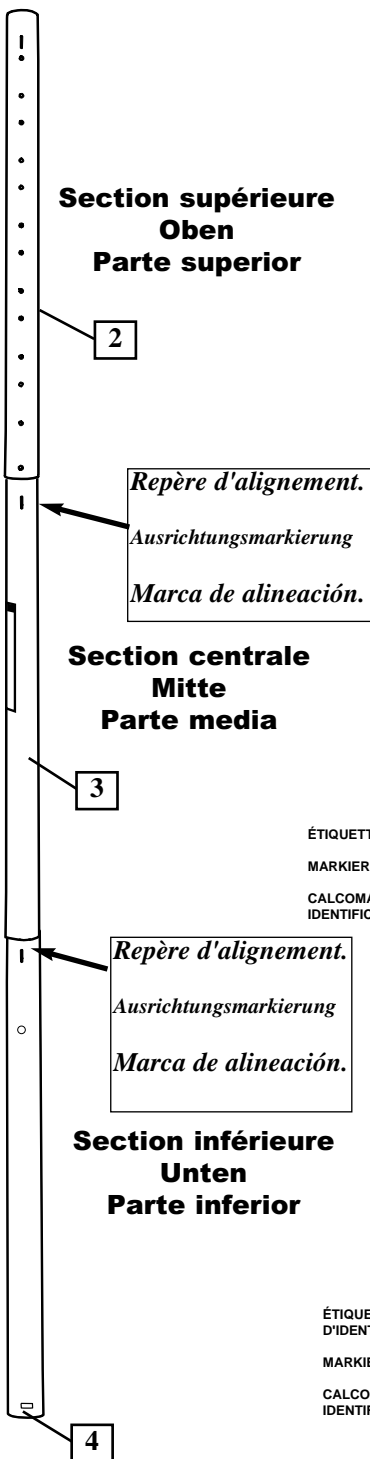 Section supérieure
Oben
Parte superior
2
Repère d'alignement.
Ausrichtungsmarkierung
Marca de alineación.
Section centrale
Mitte
Parte media
3
ÉTIQUETT
MARKIER
CALCOMA
IDENTIFIC
Repère d'alignement.
Ausrichtungsmarkierung
Marca de alineación.
Section inférieure
Unten
Parte inferior
ÉTIQUE
D'IDENT
MARKIE
CALCO
IDENTIF
4